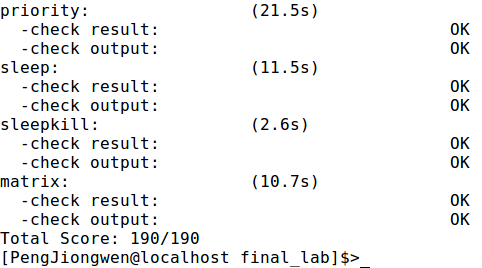 priority:                (21.5s)
  -check result:                             OK
  -check output:                             OK
sleep:                   (11.5s)
  -check result:                             OK
  -check output:                             OK
sleepkill:               (2.6s)
  -check result:                             OK
  -check output:                             OK
matrix:                  (10.7s)
  -check result:                             OK
  -check output:                             OK
Total Score: 190/190
[PengJiongwen@localhost final_lab]$>_